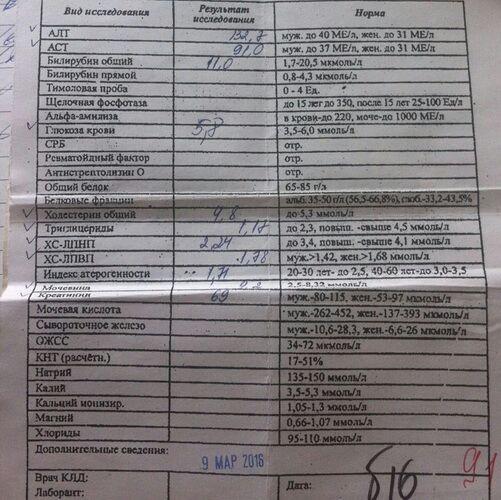 Вид исследования Результат исследования Норма
АЛТ 132,7 муж. до 40 МЕ/л, жен. до 31 МЕ/л
АСТ 91,0 муж. до 37 МЕ/л, жен. до 31 МЕ/л
Билирубин общий 11,0 1,7-20,5 мкмоль/л
Билирубин прямой 0,8-4,3 мкмоль/л
Тимоловая проба 0 - 4 Ед.
Щелочная фосфотаза до 15 лет до 350, после 15 лет 25-100 Ед/л
Альфа-амилиза в крови-до 220, моче-до 1000 МЕ/л
Глюкоза крови 5,8 3,5-6,0 ммоль/л
СРБ отр.
Ревматойдный фактор отр.
Антистрептолизин О отр.
Общий белок 65-85 г/л
Белковые фракции альб. 35-50 г/л (56,5-66,8%), глоб.-33,2-43,5%
Холестерин общий 4,8 до-5,3 ммоль/л
Триглицериды 1,17 до 2,3, повыш. -свыше 4,5 ммоль/л
ХС-ЛПНП 2,24 до 3,4, повыш. -свыше 4,1 ммоль/л
ХС-ЛПВП 1,78 муж.>1,42, жен.>1,68 ммоль/л
Индекс атерогенности 1,71 20-30 лет- до 2,5, 40-60 лет-до 3,0-3,5
Мочевина 2,5-8,32 ммоль/л
Креатинин 69 муж.-80-115, жен.-53-97 мкмоль/л
Мочевая кислота муж.-262-452, жен.-137-393 мкмоль/л
Сывороточное железо муж.-10,6-28,3, жен.-6,6-26 мкмоль/л
ОЖСС 34-72 мкмоль/л
КНТ (расчётн.) 17-51%
Натрий 135-150 ммоль/л
Калий 3,5-5,3 ммоль/л
Кальций монизир. 1,05-1,3 ммоль/л
Магний 0,66-1,07 ммоль/л
Хлориды 95-110 ммоль/л
Дополнительные сведения:
9 МАР 2016
Врач КЛД: Дата:
Лаборант: